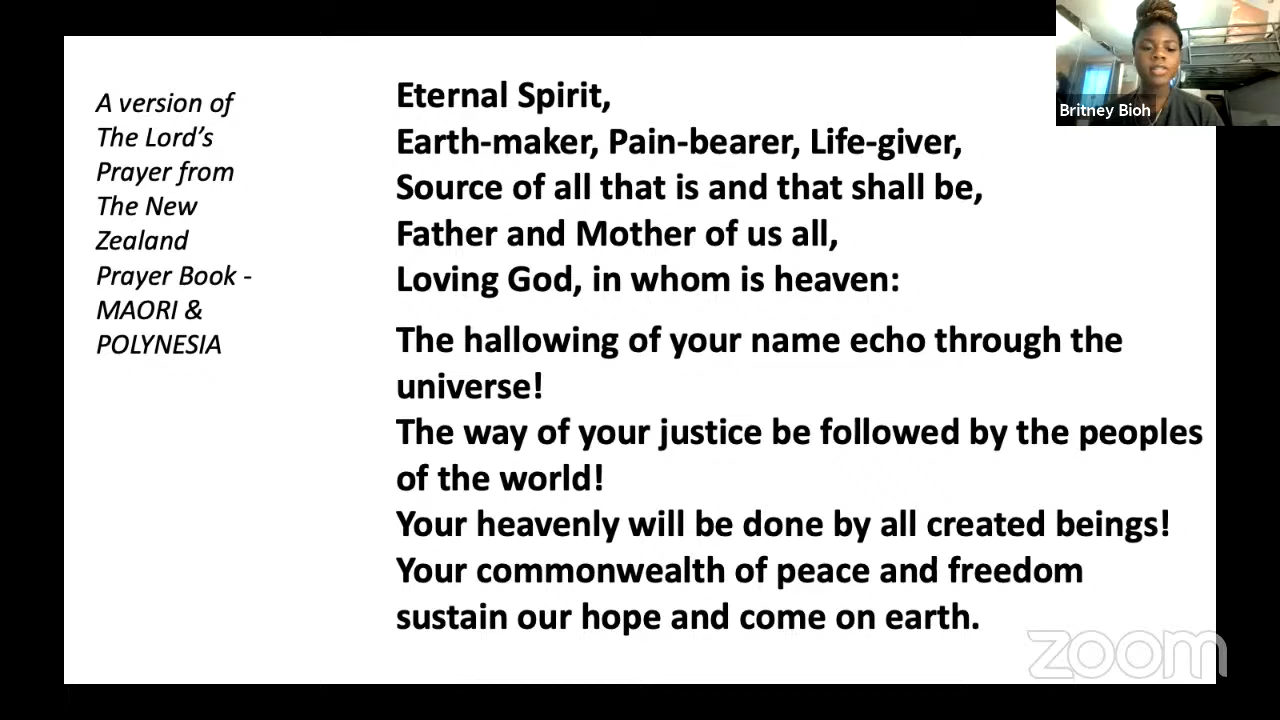 A version of
The Lord's
Prayer from
The New
Zealand
Prayer Book -
MAORI &
POLYNESIA
Eternal Spirit,
Earth-maker, Pain-bearer, Life-giver,
Source of all that is and that shall be,
Father and Mother of us all,
Loving God, in whom is heaven:
The hallowing of your name echo through the
universe!
The way of your justice be followed by the peoples
of the world!
Your heavenly will be done by all created beings!
Your commonwealth of peace and freedom
sustain our hope and come on earth.
Britney Bioh
zoom